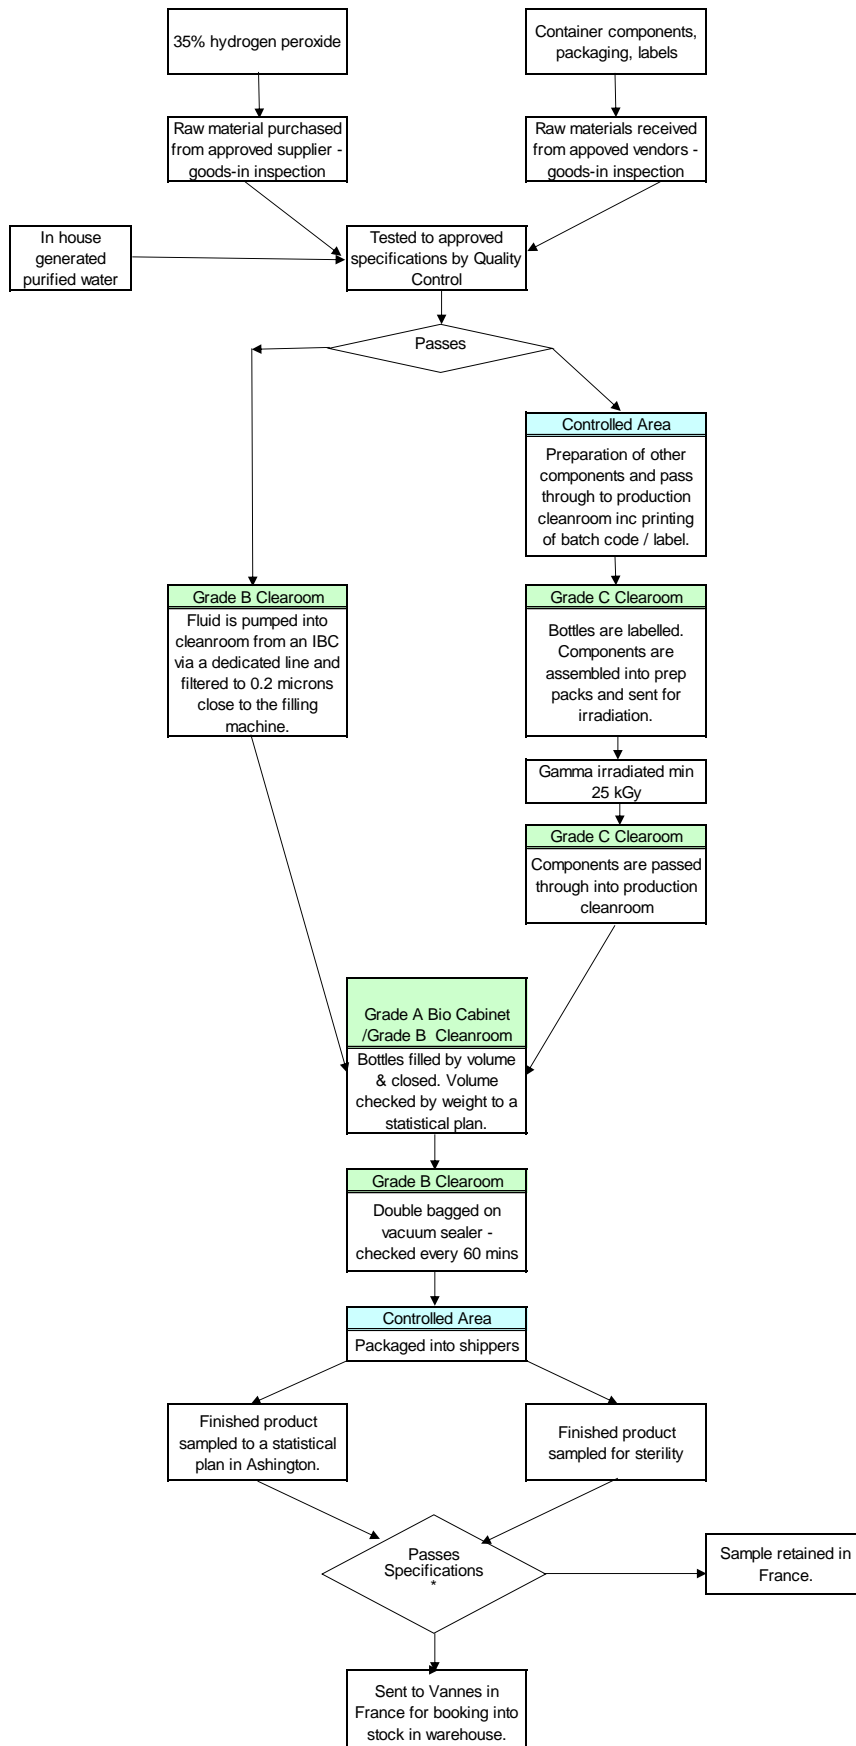 35% hydrogen peroxide
Container components,
packaging, labels
Raw material purchased
from approved supplier -
goods-in inspection
Raw materials received
from appoved vendors -
goods-in inspection
In house
generated
purified water
Tested to approved
specifications by Quality
Control
Passes
Controlled Area
Preparation of other
components and pass
through to production
cleanroom inc printing
of batch code / label.
Grade B Clearoom
Fluid is pumped into
cleanroom from an IBC
via a dedicated line and
filtered to 0.2 microns
close to the filling
machine.
Grade C Clearoom
Bottles are labelled.
Components are
assembled into prep
packs and sent for
irradiation.
Gamma irradiated min
25 kGy
Grade C Clearoom
Components are passed
through into production
cleanroom
Grade A Bio Cabinet
/Grade B Cleanroom
Bottles filled by volume
& closed. Volume
checked by weight to a
statistical plan.
Grade B Clearoom
Double bagged on
vacuum sealer -
checked every 60 mins
Controlled Area
Packaged into shippers
Finished product
sampled to a statistical
plan in Ashington.
Finished product
sampled for sterility
Passes
Specifications
*
Sample retained in
France.
Sent to Vannes in
France for booking into
stock in warehouse.